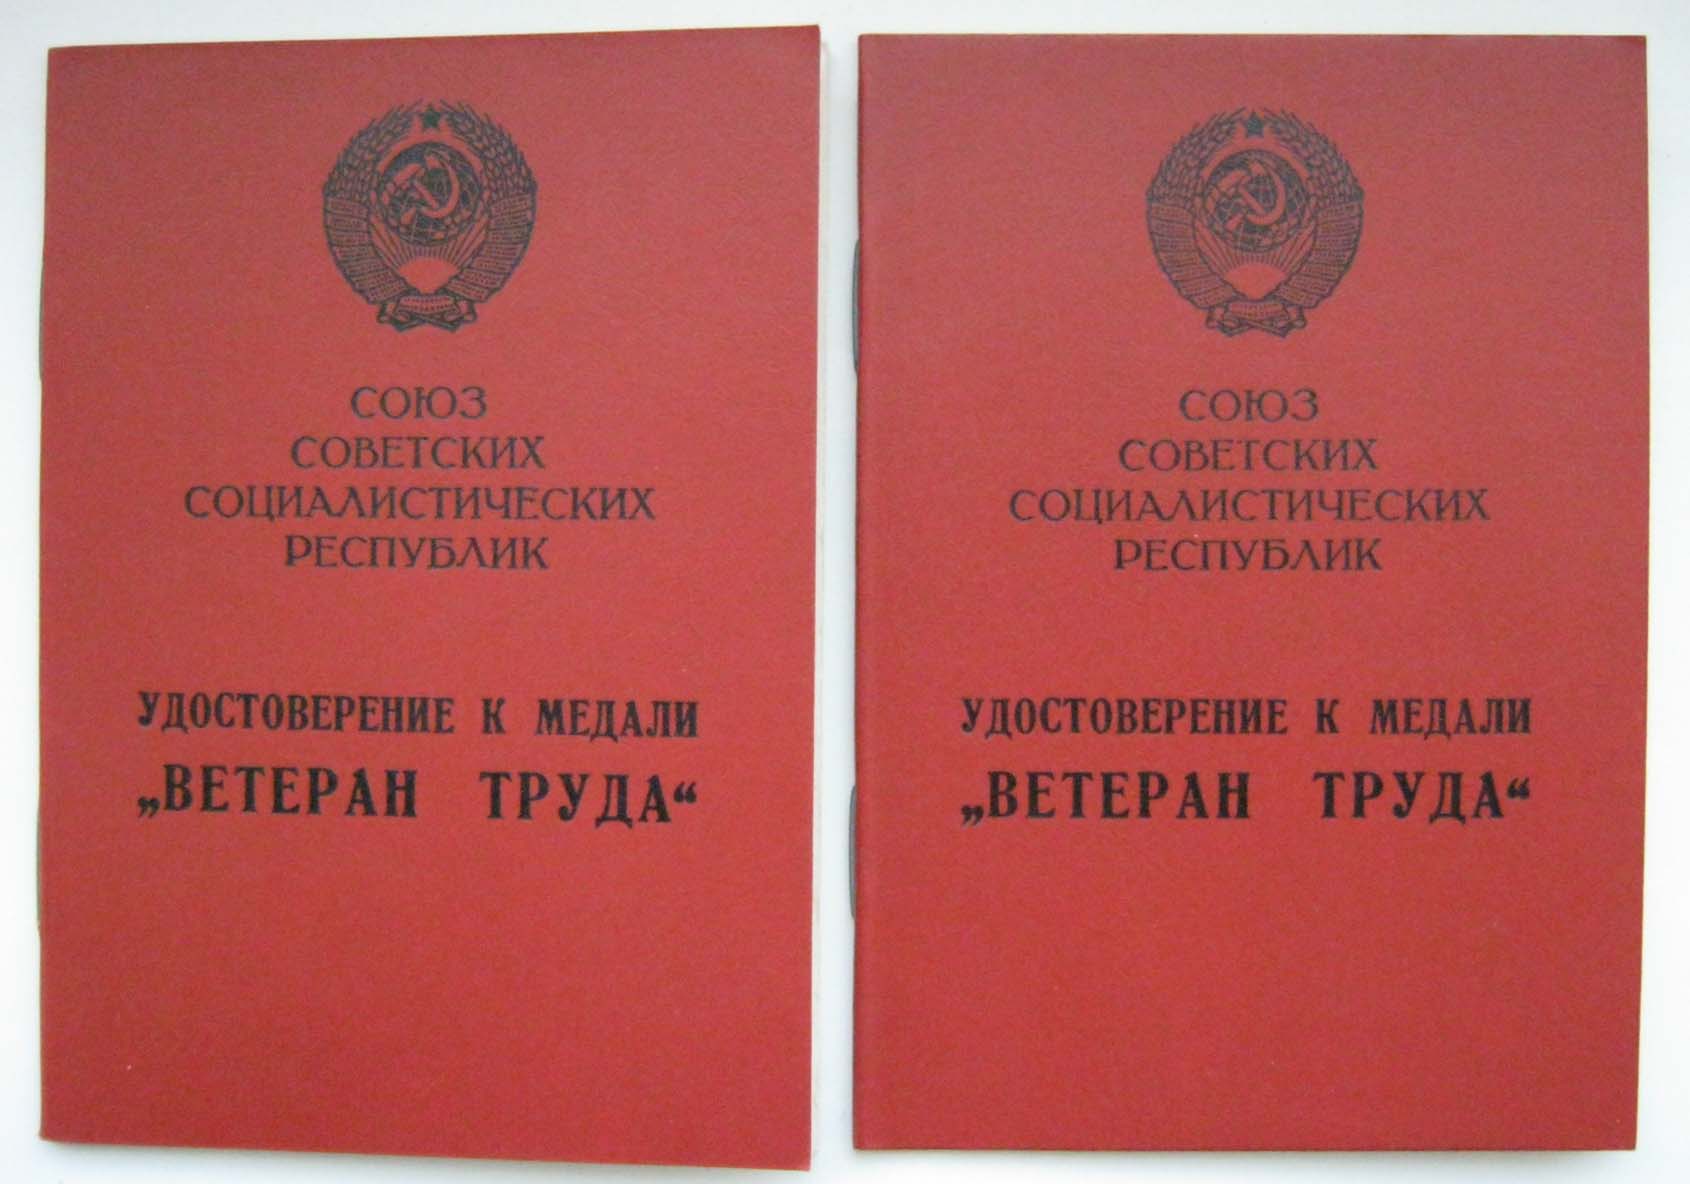 СОЮЗ
СОВЕТСКИХ
СОЦИАЛИСТИЧЕСКИХ
РЕСПУБЛИК
УДОСТОВЕРЕНИЕ К МЕДАЛИ
„ВЕТЕРАН ТРУДА“
СОЮЗ
СОВЕТСКИХ
СОЦИАЛИСТИЧЕСКИХ
РЕСПУБЛИК
УДОСТОВЕРЕНИЕ К МЕДАЛИ
„ВЕТЕРАН ТРУДА“